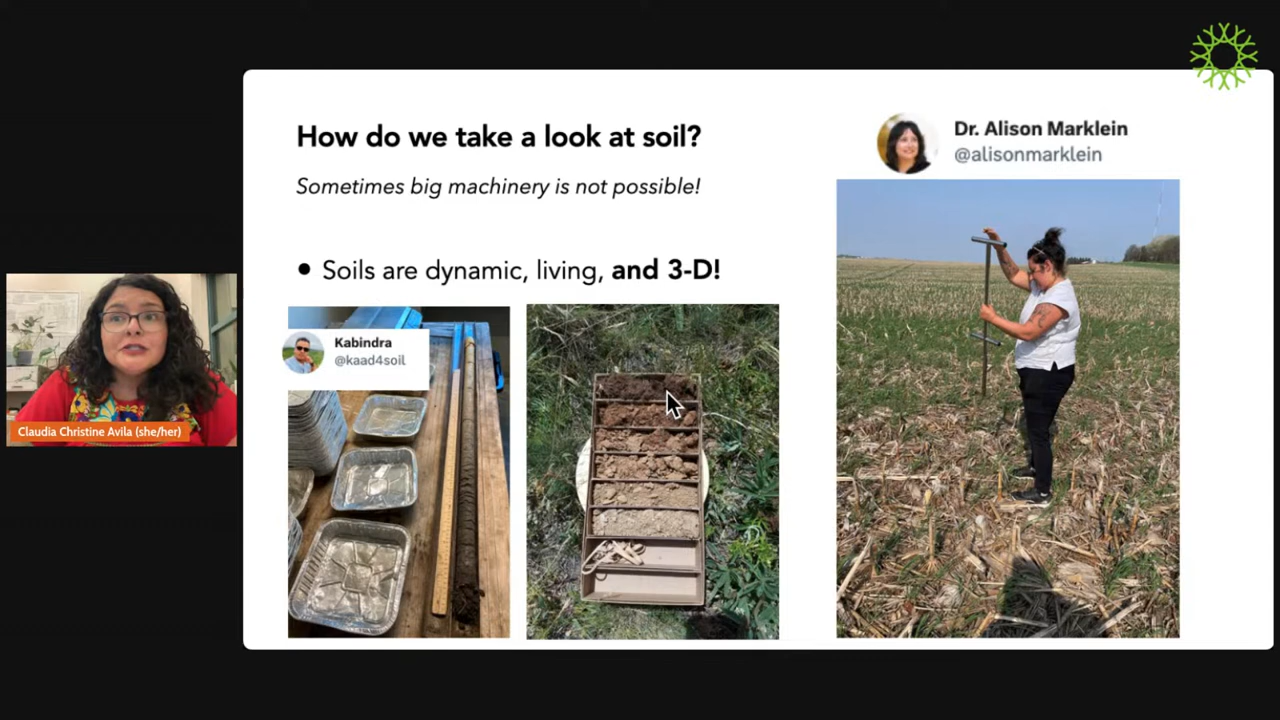 How do we take a look at soil?
Sometimes big machinery is not possible!
• Soils are dynamic, living, and 3-D!
Kabindra
@kaad4soil
Dr. Alison Marklein
@alisonmarklein
Claudia Christine Avila (she/her)